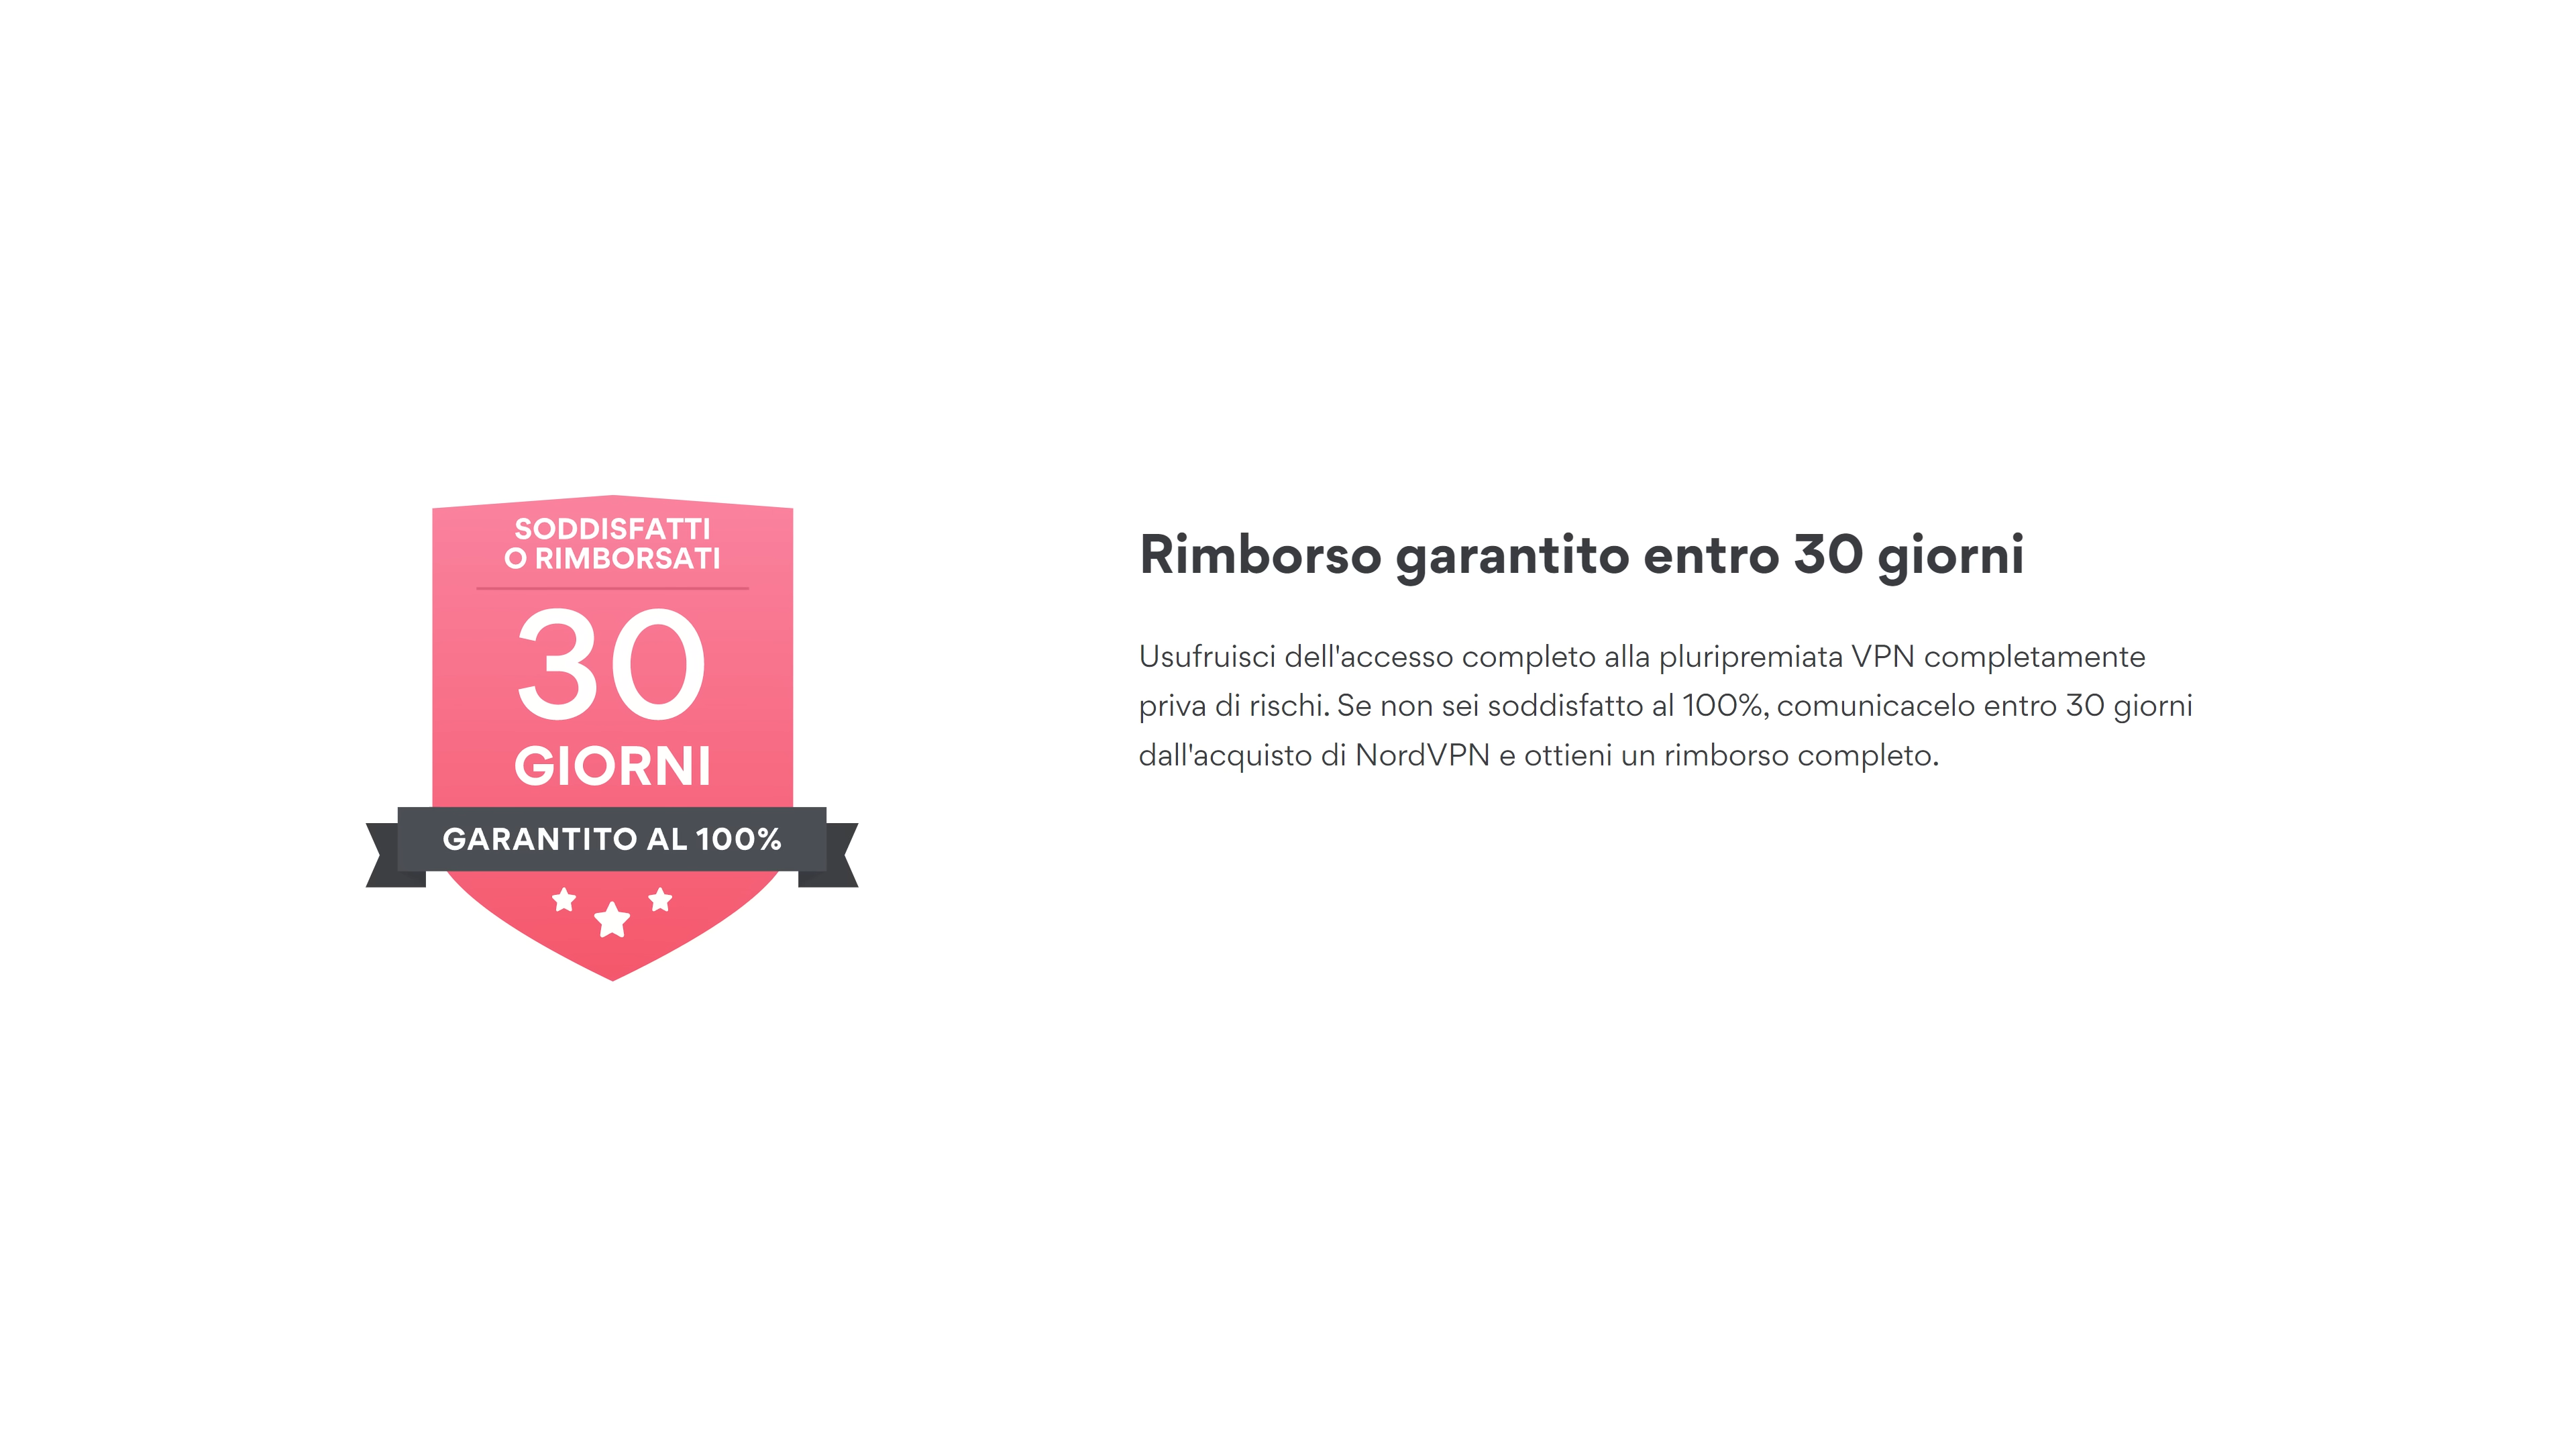 SODDISFATTI
O RIMBORSATI
30
GIORNI
GARANTITO AL 100%
Rimborso garantito entro 30 giorni
Usufruisci dell'accesso completo alla pluripremiata VPN completamente
priva di rischi. Se non sei soddisfatto al 100%, comunicacelo entro 30 giorni
dall'acquisto di NordVPN e ottieni un rimborso completo.